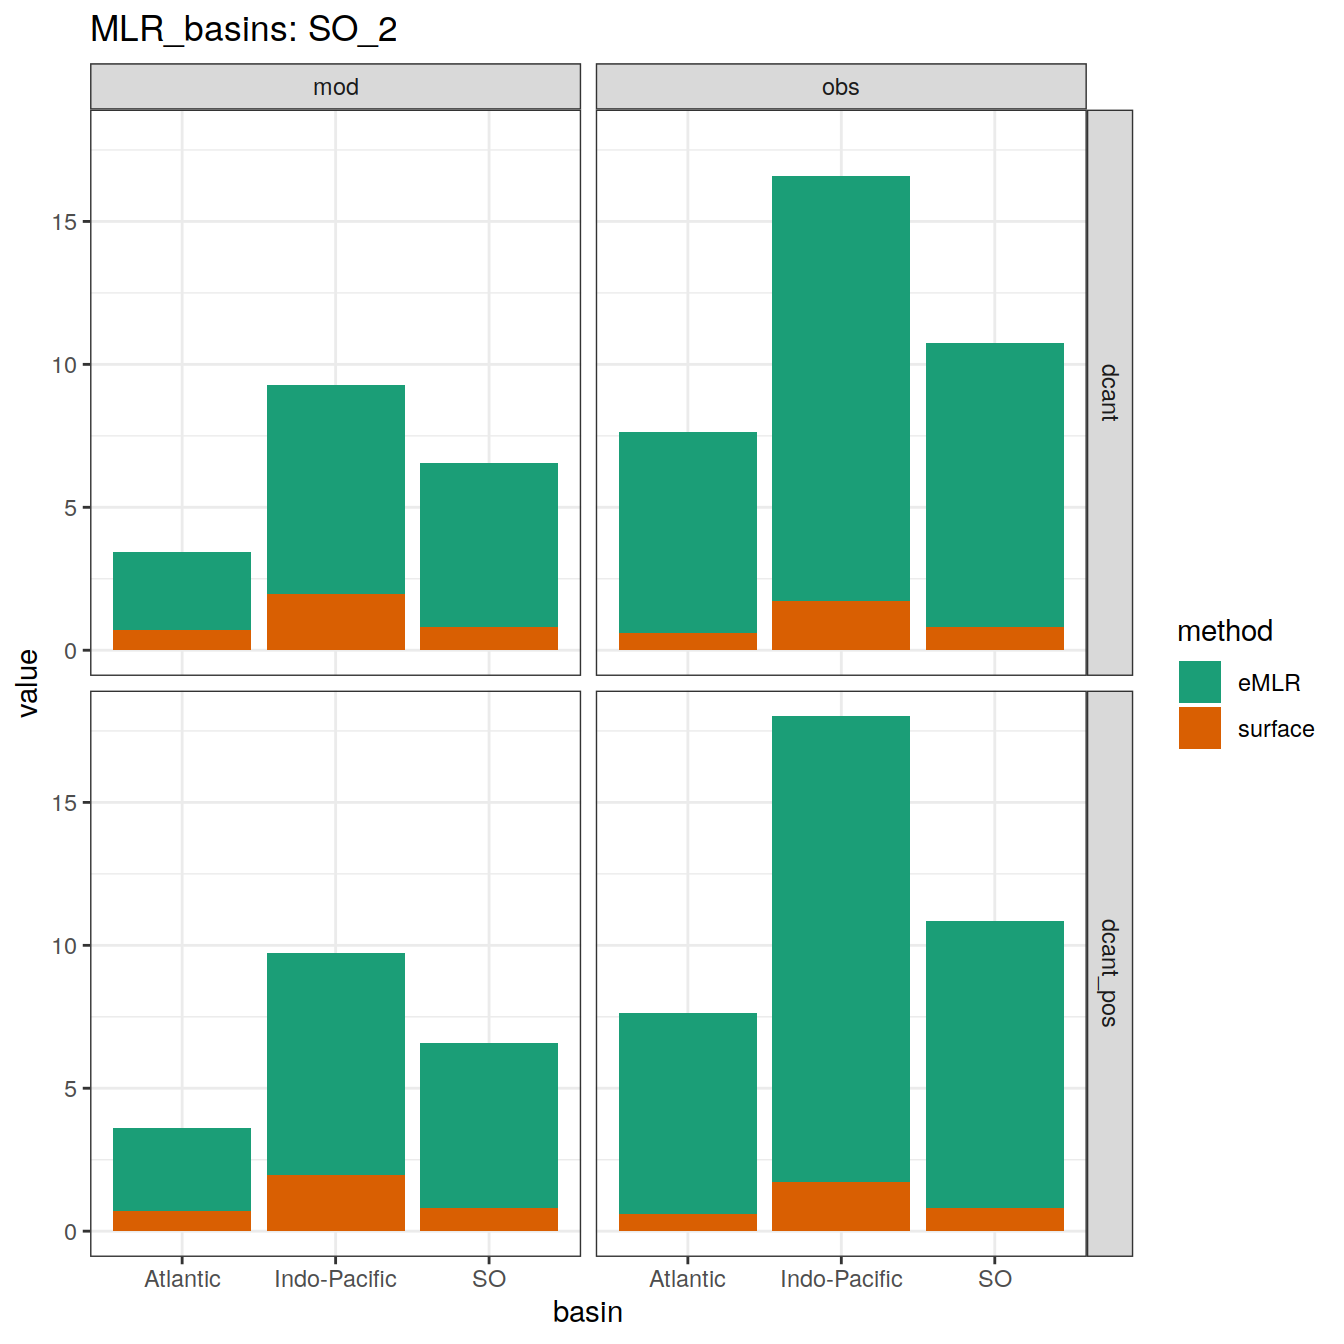 MLR_basins: SO_2
mod
obs
15
10
5
0
dcant
value
15
10
5
0
dcant_pos
Atlantic
Indo-Pacific
SO
Atlantic
Indo-Pacific
SO
basin
method
eMLR
surface